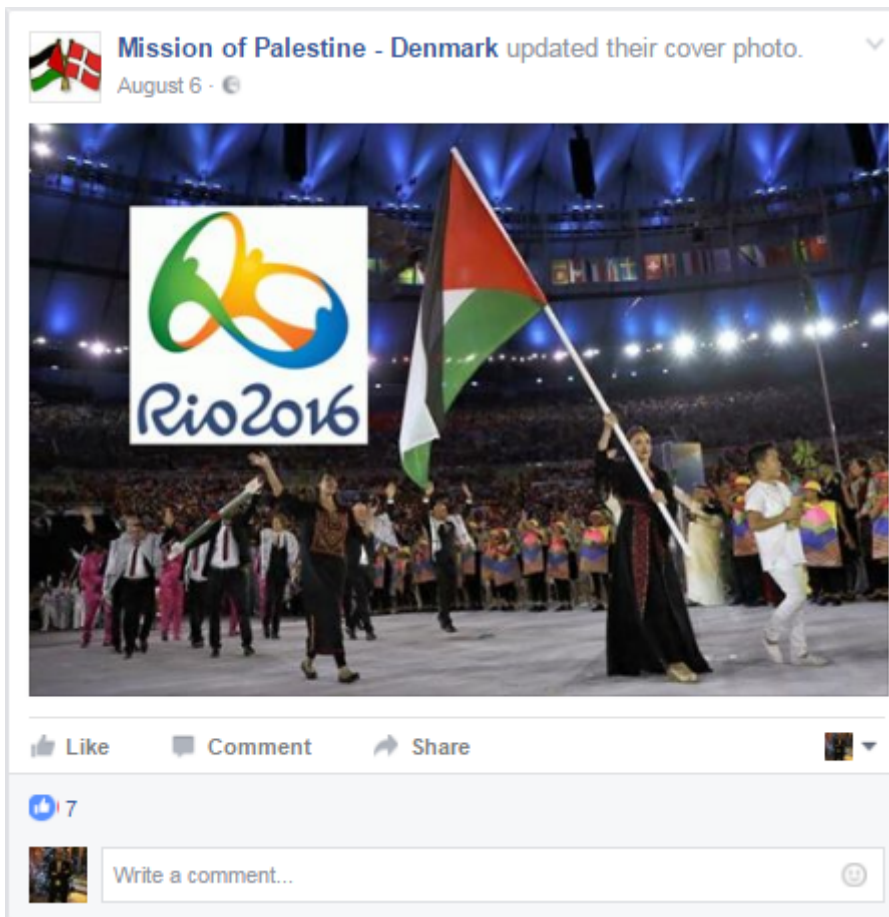 Mission of Palestine - Denmark updated their cover photo.
August 6 ·
Rio2016
Like Comment Share
7
Write a comment...